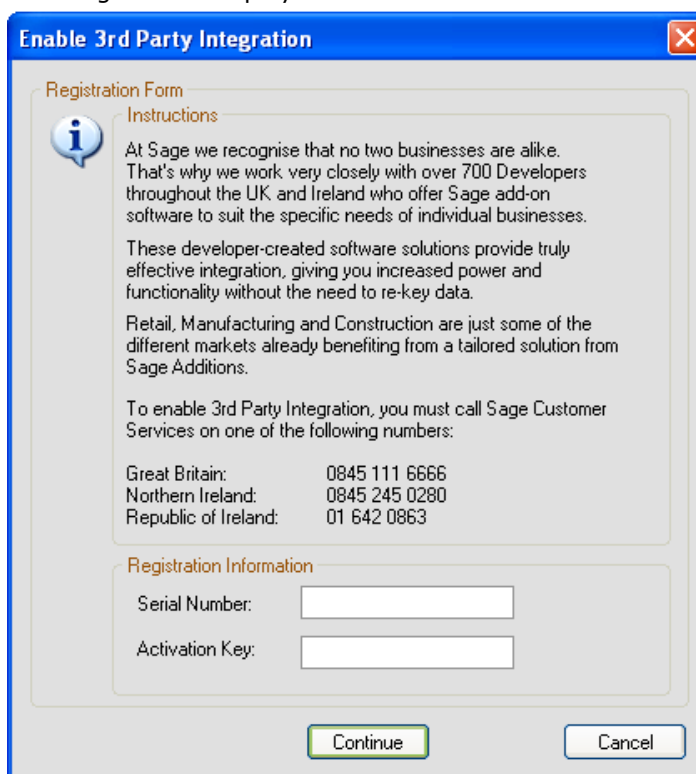 Enable 3rd Party Integration
Registration Form
Instructions
At Sage we recognise that no two businesses are alike.
That's why we work very closely with over 700 Developers
throughout the UK and Ireland who offer Sage add-on
software to suit the specific needs of individual businesses.
These developer-created software solutions provide truly
effective integration, giving you increased power and
functionality without the need to re-key data.
Retail, Manufacturing and Construction are just some of the
different markets already benefiting from a tailored solution from
Sage Additions.
To enable 3rd Party Integration, you must call Sage Customer
Services on one of the following numbers:
Great Britain: 0845 111 6666
Northern Ireland: 0845 245 0280
Republic of Ireland: 01 642 0863
Registration Information
Serial Number:
Activation Key:
Continue Cancel